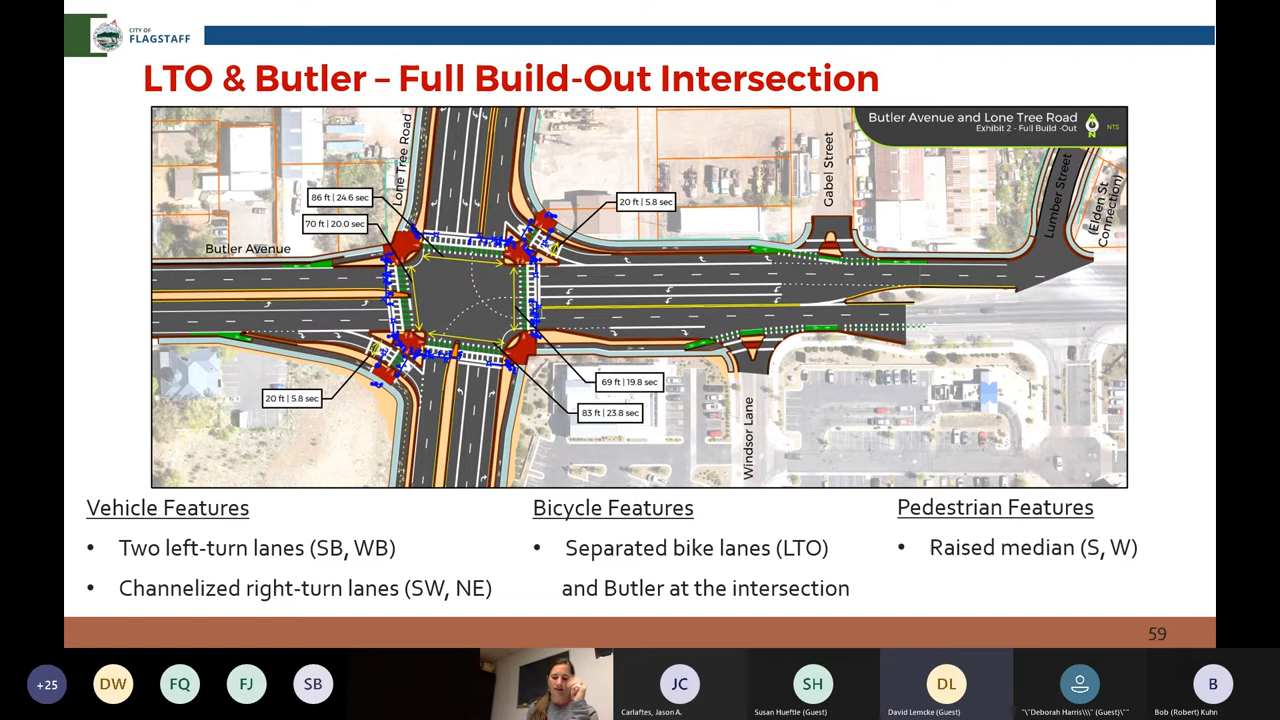 CITY OF
FLAGSTAFF
LTO & Butler – Full Build-Out Intersection
Butler Avenue and Lone Tree Road
Exhibit 2 - Full Build -Out
N
NTS
Lone Tree Road
Gabel Street
Lumber Street
(Elden St.
Connection)
86 ft | 24.6 sec
70 ft | 20.0 sec
20 ft | 5.8 sec
Butler Avenue
69 ft | 19.8 sec
20 ft | 5.8 sec
83 ft | 23.8 sec
Windsor Lane
Vehicle Features
• Two left-turn lanes (SB, WB)
• Channelized right-turn lanes (SW, NE)
Bicycle Features
• Separated bike lanes (LTO)
and Butler at the intersection
Pedestrian Features
• Raised median (S, W)
59
+25
DW
FQ
FJ
SB
JC
SH
DL
B
Carlaftes, Jason A.
Susan Hueftle (Guest)
David Lemcke (Guest)
"\"Deborah Harris\\\" (Guest)\""
Bob (Robert) Kuhn